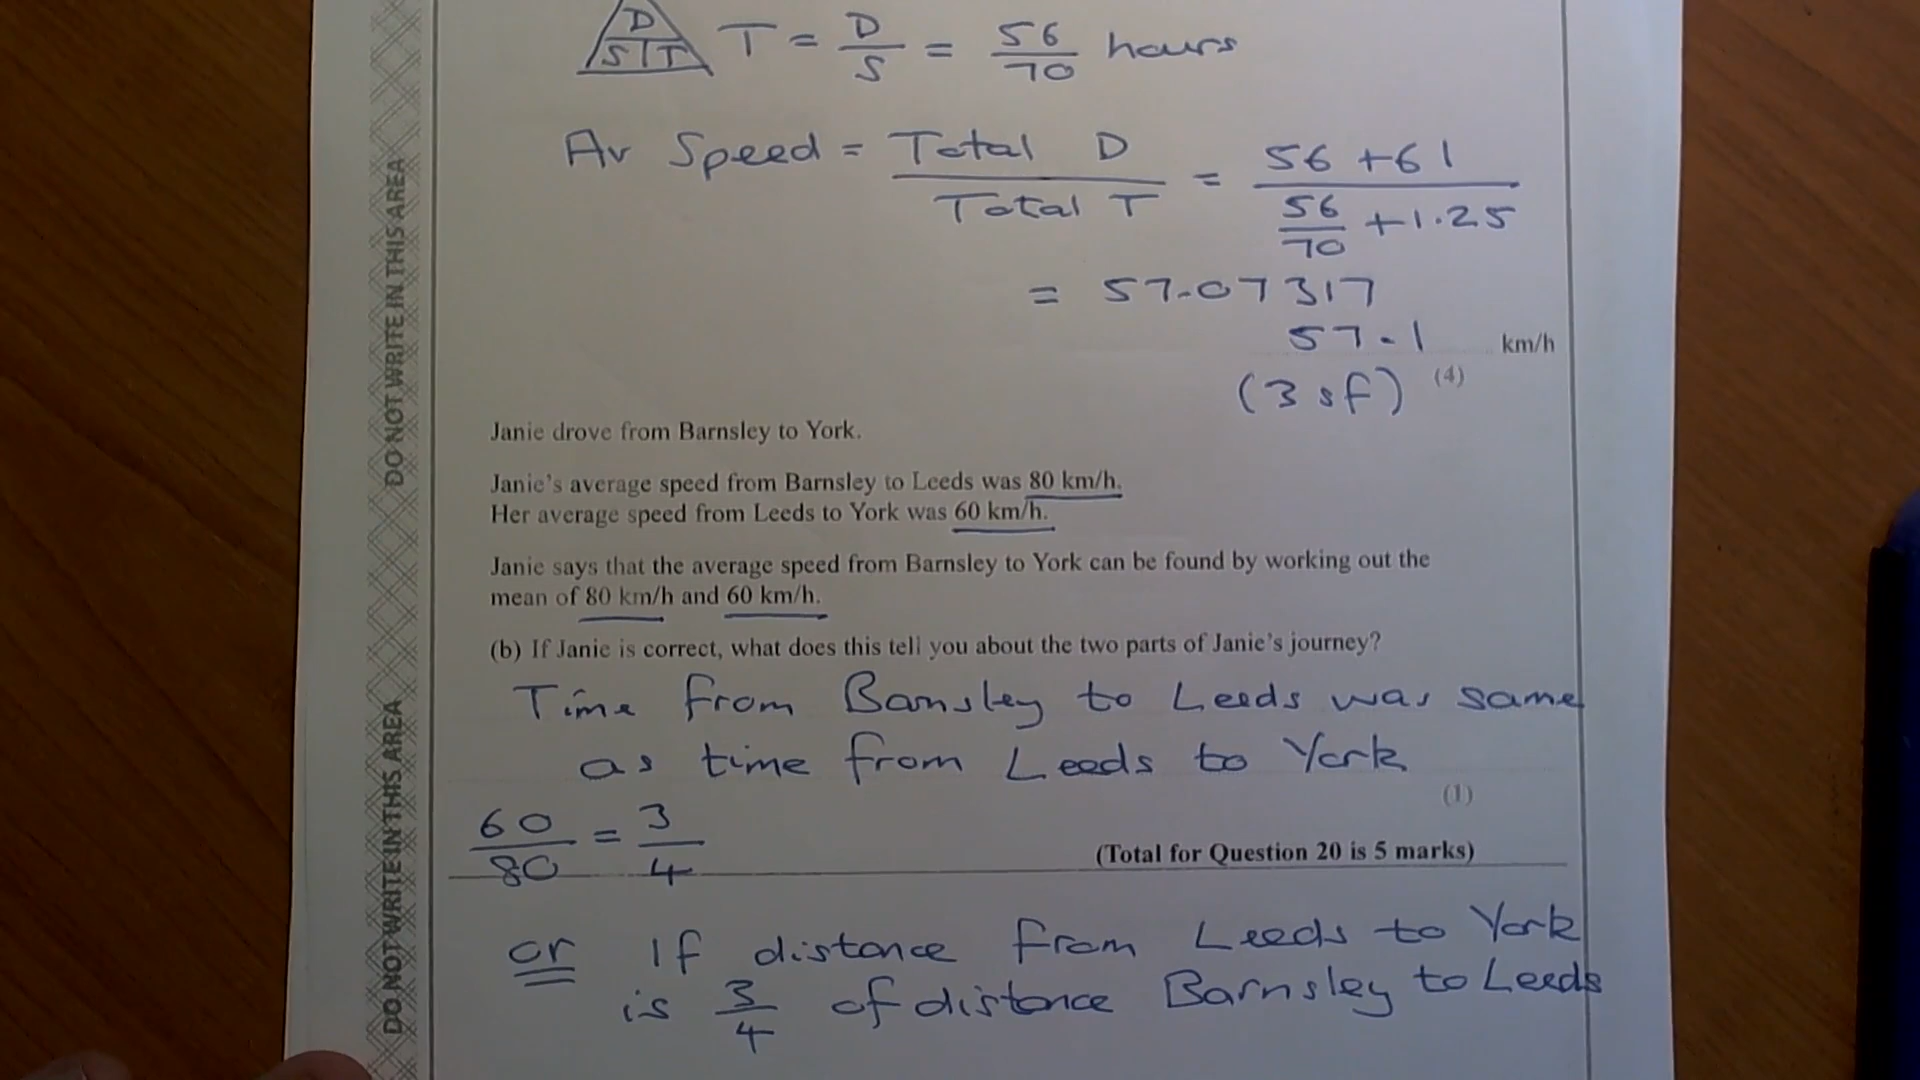 D
S T T = D/S = 56/70 hours
Av Speed = Total D / Total T = 56 + 61 / 56/70 + 1.25
= 57.07317
57.1 km/h
(3 sf) (4)
Janie drove from Barnsley to York.
Janie's average speed from Barnsley to Leeds was 80 km/h.
Her average speed from Leeds to York was 60 km/h.
Janie says that the average speed from Barnsley to York can be found by working out the
mean of 80 km/h and 60 km/h.
(b) If Janie is correct, what does this tell you about the two parts of Janie's journey?
Time from Barnsley to Leeds was same
as time from Leeds to York
(1)
60/80 = 3/4
(Total for Question 20 is 5 marks)
or If distance from Leeds to York
is 3/4 of distance Barnsley to Leeds
DO NOT WRITE IN THIS AREA
DO NOT WRITE IN THIS AREA